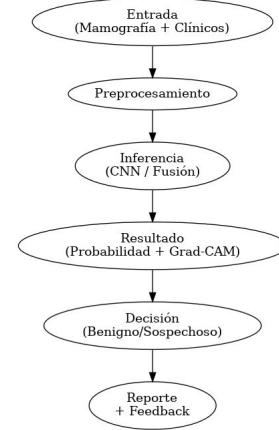 Entrada
(Mamografía + Clínicos)
Preprocesamiento
Inferencia
(CNN / Fusión)
Resultado
(Probabilidad + Grad-CAM)
Decisión
(Benigno/Sospechoso)
Reporte
+ Feedback